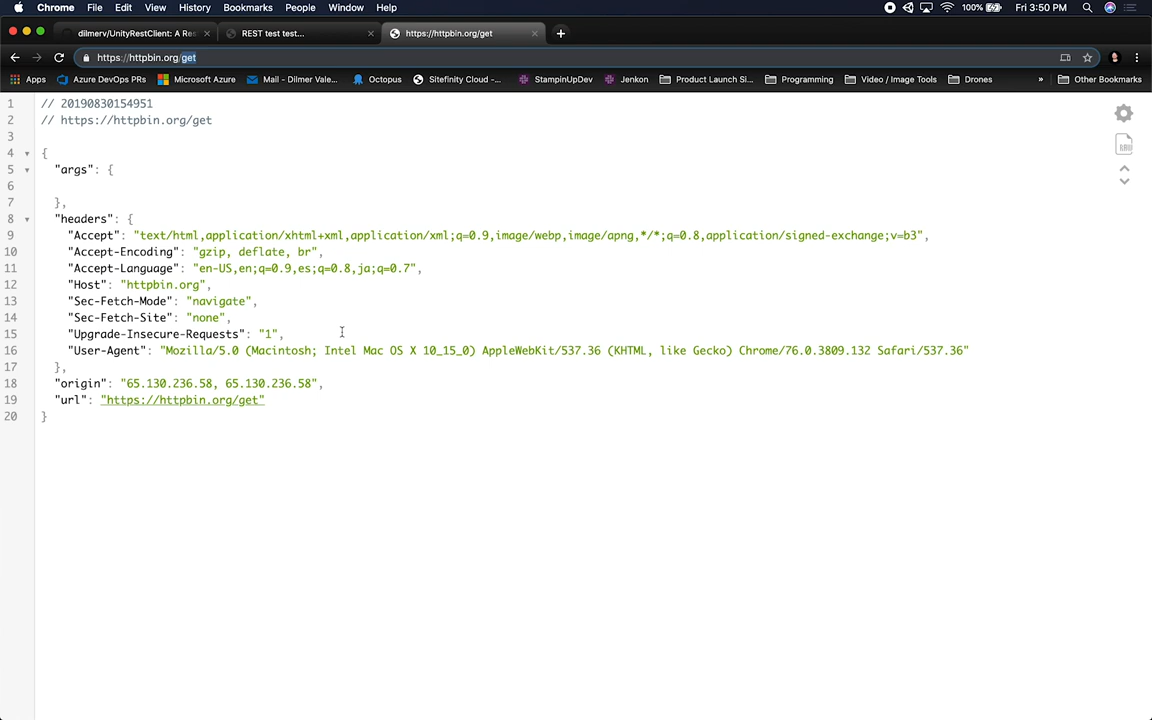 Chrome File Edit View History Bookmarks People Window Help 100% Fri 3:50 PM
dilmerv/UnityRestClient: A Res REST test test... https://httpbin.org/get
https://httpbin.org/get
Apps Azure DevOps PRs Microsoft Azure Mail - Dilmer Vale... Octopus Sitefinity Cloud -... StampinUpDev Jenkon Product Launch Si... Programming Video / Image Tools Drones » Other Bookmarks
1 // 20190830154951
2 // https://httpbin.org/get
3
4 {
5 "args": {
6
7 },
8 "headers": {
9 "Accept": "text/html,application/xhtml+xml,application/xml;q=0.9,image/webp,image/apng,*/*;q=0.8,application/signed-exchange;v=b3",
10 "Accept-Encoding": "gzip, deflate, br",
11 "Accept-Language": "en-US,en;q=0.9,es;q=0.8,ja;q=0.7",
12 "Host": "httpbin.org",
13 "Sec-Fetch-Mode": "navigate",
14 "Sec-Fetch-Site": "none",
15 "Upgrade-Insecure-Requests": "1",
16 "User-Agent": "Mozilla/5.0 (Macintosh; Intel Mac OS X 10_15_0) AppleWebKit/537.36 (KHTML, like Gecko) Chrome/76.0.3809.132 Safari/537.36"
17 },
18 "origin": "65.130.236.58, 65.130.236.58",
19 "url": "https://httpbin.org/get"
20 }
RAW